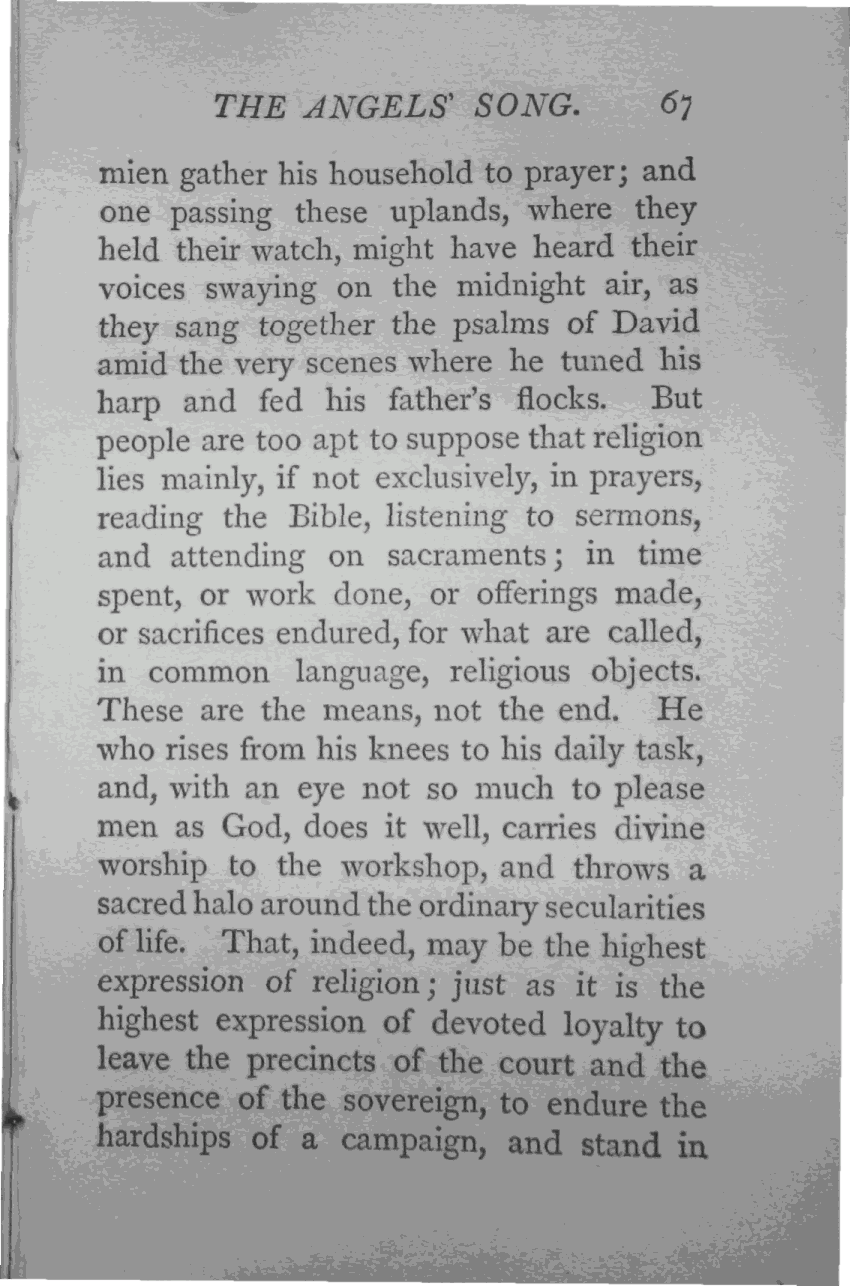 THE ANGELS' SONG. 67
mien gather his household to prayer; and
one passing these uplands, where they
held their watch, might have heard their
voices swaying on the midnight air, as
they sang together the psalms of David
amid the very scenes where he tuned his
harp and fed his father's flocks. But
people are too apt to suppose that religion
lies mainly, if not exclusively, in prayers,
reading the Bible, listening to sermons,
and attending on sacraments; in time
spent, or work done, or offerings made,
or sacrifices endured, for what are called,
in common language, religious objects.
These are the means, not the end. He
who rises from his knees to his daily task,
and, with an eye not so much to please
men as God, does it well, carries divine
worship to the workshop, and throws a
sacred halo around the ordinary secularities
of life. That, indeed, may be the highest
expression of religion; just as it is the
highest expression of devoted loyalty to
leave the precincts of the court and the
presence of the sovereign, to endure the
hardships of a campaign, and stand in